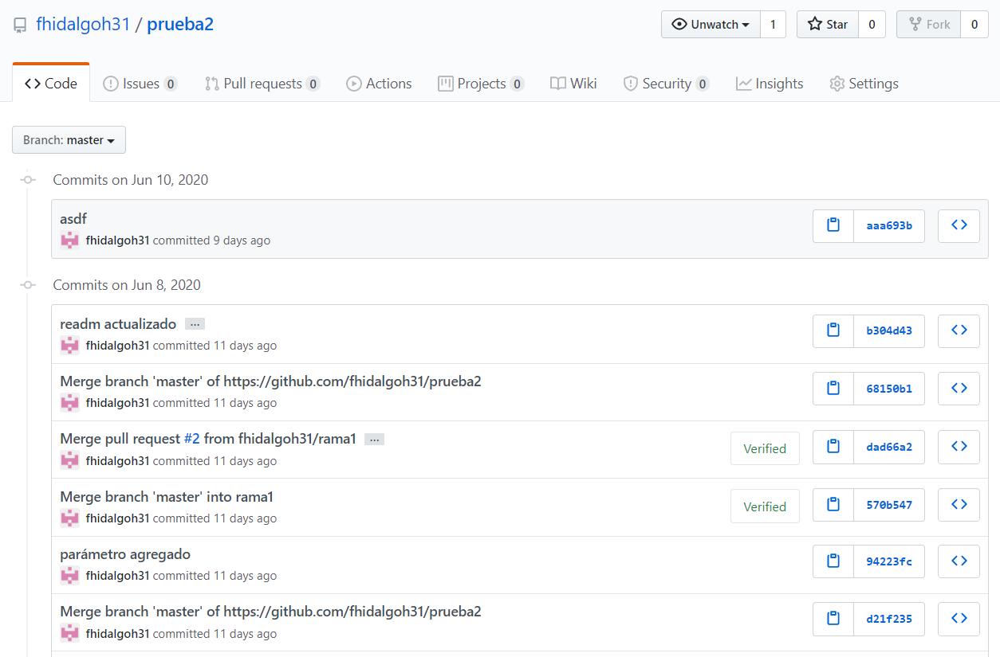 fhidalgoh31 / prueba2 Unwatch 1 Star 0 Fork 0
Code Issues 0 Pull requests 0 Actions Projects 0 Wiki Security 0 Insights Settings
Branch: master
Commits on Jun 10, 2020
asdf
fhidalgoh31 committed 9 days ago aaa693b
Commits on Jun 8, 2020
readm actualizado ...
fhidalgoh31 committed 11 days ago b304d43
Merge branch 'master' of https://github.com/fhidalgoh31/prueba2
fhidalgoh31 committed 11 days ago 68150b1
Merge pull request #2 from fhidalgoh31/rama1 ...
fhidalgoh31 committed 11 days ago Verified dad66a2
Merge branch 'master' into rama1
fhidalgoh31 committed 11 days ago Verified 570b547
parámetro agregado
fhidalgoh31 committed 11 days ago 94223fc
Merge branch 'master' of https://github.com/fhidalgoh31/prueba2
fhidalgoh31 committed 11 days ago d21f235